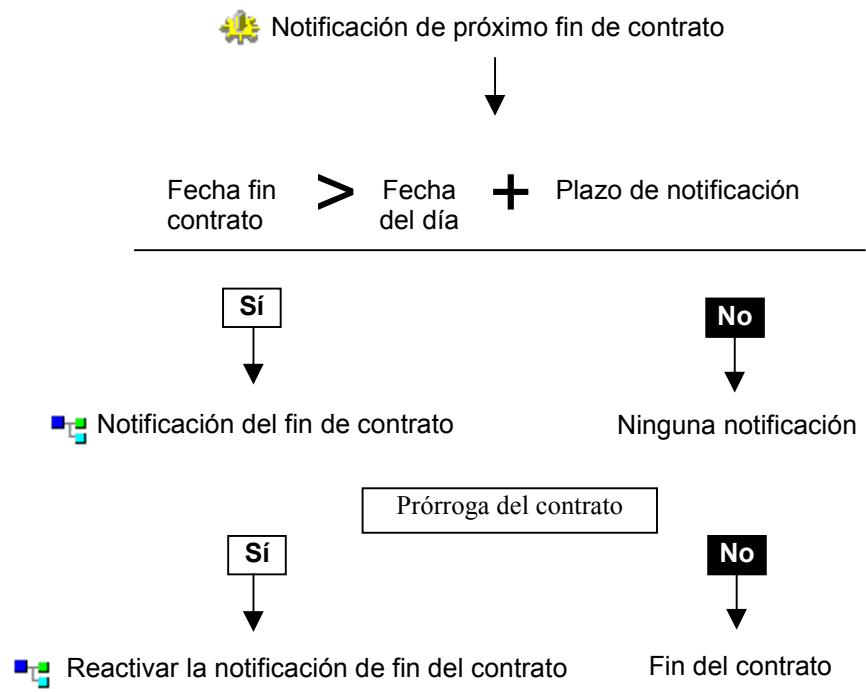 Notificación de próximo fin de contrato
Fecha fin contrato > Fecha del día + Plazo de notificación
Sí
No
Notificación del fin de contrato
Ninguna notificación
Prórroga del contrato
Sí
No
Reactivar la notificación de fin del contrato
Fin del contrato